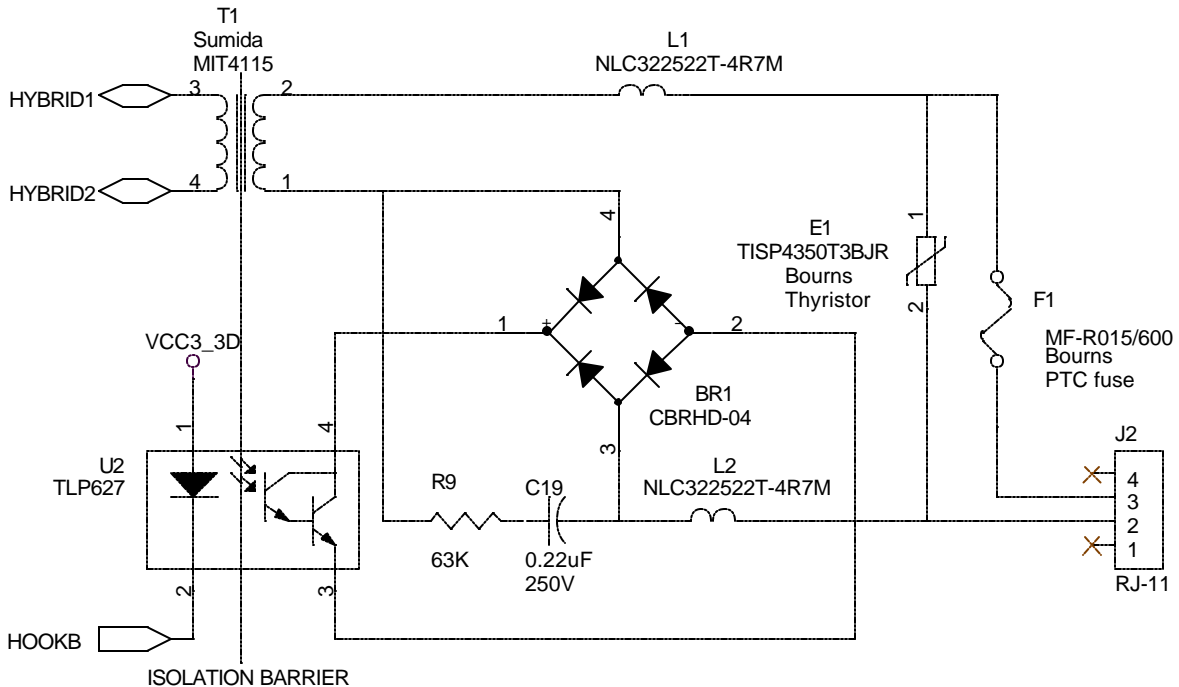 T1
Sumida
MIT4115
L1
NLC322522T-4R7M
HYBRID1
3
2
HYBRID2
4
1
4
E1
TISP4350T3BJR
Bourns
Thyristor
1
2
F1
MF-R015/600
Bourns
PTC fuse
VCC3_3D
1
+
−
2
BR1
CBRHD-04
3
1
4
U2
TLP627
R9
63K
C19
0.22uF
250V
L2
NLC322522T-4R7M
J2
4
3
2
1
RJ-11
2
3
HOOKB
ISOLATION BARRIER